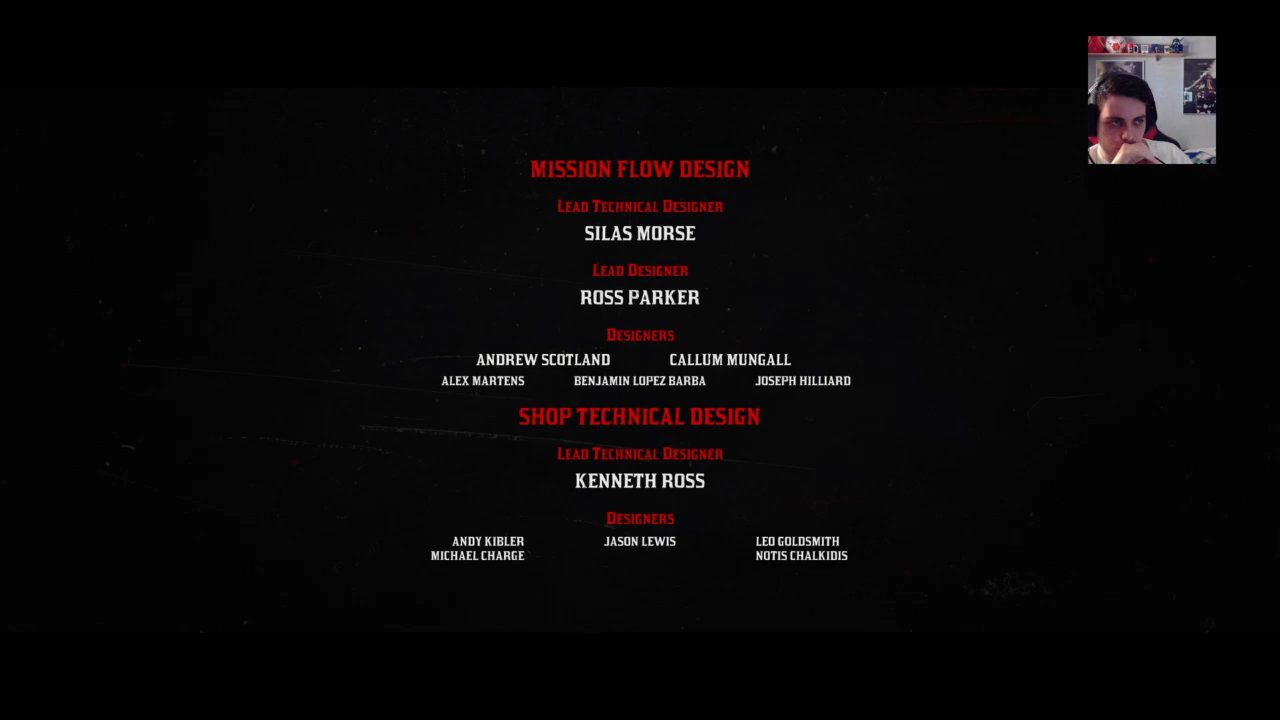 MISSION FLOW DESIGN
LEAD TECHNICAL DESIGNER
SILAS MORSE
LEAD DESIGNER
ROSS PARKER
DESIGNERS
ANDREW SCOTLAND CALLUM MUNGALL
ALEX MARTENS BENJAMIN LOPEZ BARBA JOSEPH HILLIARD
SHOP TECHNICAL DESIGN
LEAD TECHNICAL DESIGNER
KENNETH ROSS
DESIGNERS
ANDY KIBLER JASON LEWIS LEO GOLDSMITH
MICHAEL CHARGE NOTIS CHALKIDIS